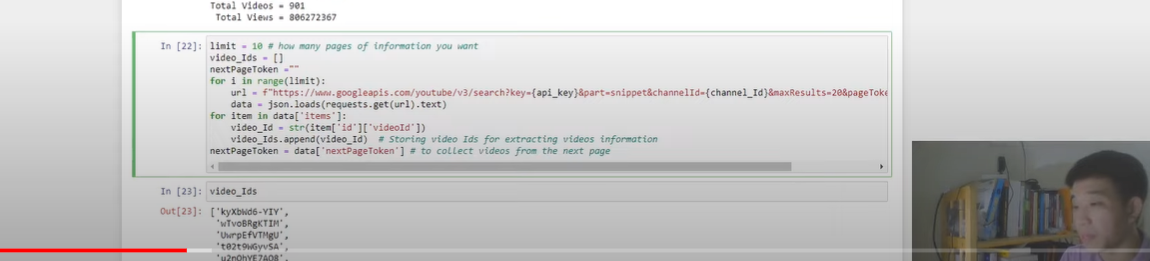 Total Videos = 901
Total Views = 806272367
In [22]: limit = 10 # how many pages of information you want
video_Ids = []
nextPageToken =""
for i in range(limit):
url = f"https://www.googleapis.com/youtube/v3/search?key={api_key}&part=snippet&channelId={channel_Id}&maxResults=20&pageToke
data = json.loads(requests.get(url).text)
for item in data['items']:
video_Id = str(item['id']['videoId'])
video_Ids.append(video_Id) # Storing video Ids for extracting videos information
nextPageToken = data['nextPageToken'] # to collect videos from the next page
In [23]: video_Ids
Out[23]: ['kyXbWd6-YIY',
'wTvoBRgKTIM',
'UwrpEfVTMgU',
't02t9WGyvSA',